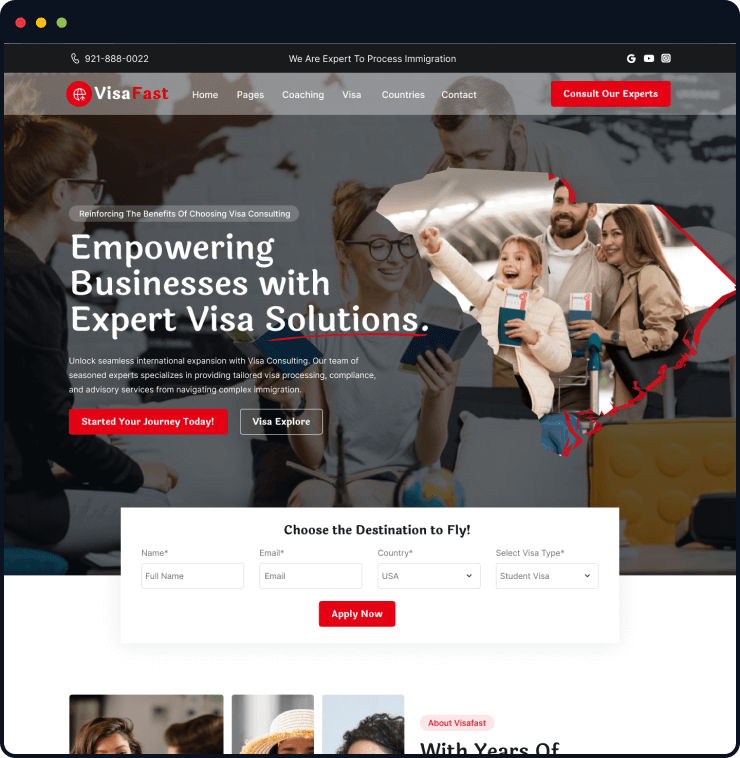 921-888-0022
We Are Expert To Process Immigration
VisaFast
Home
Pages
Coaching
Visa
Countries
Contact
Consult Our Experts
Reinforcing The Benefits Of Choosing Visa Consulting
Empowering
Businesses with
Expert Visa Solutions.
Unlock seamless international expansion with Visa Consulting. Our team of
seasoned experts specializes in providing tailored visa processing, compliance,
and advisory services from navigating complex immigration.
Started Your Journey Today!
Visa Explore
Choose the Destination to Fly!
Name*
Email*
Country*
Select Visa Type*
Full Name
Email
USA
Student Visa
Apply Now
About Visafast
With Years Of